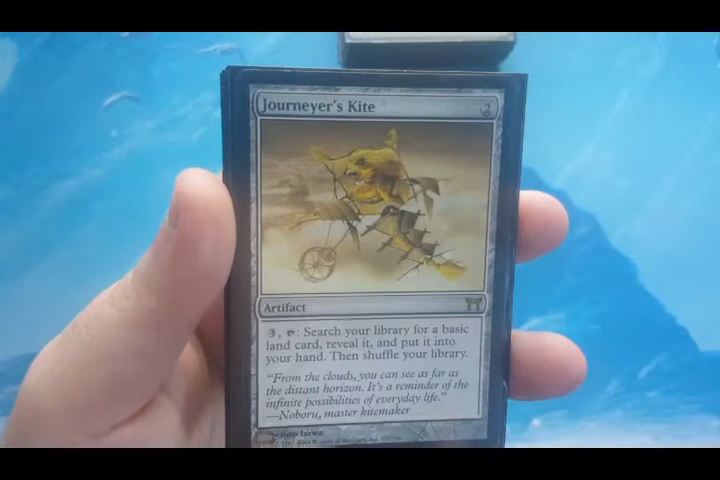 Journeyer's Kite 2
Artifact
3, : Search your library for a basic
land card, reveal it, and put it into
your hand. Then shuffle your library.
"From the clouds, you can see as far as
the distant horizon. It's a reminder of the
infinite possibilities of everyday life."
—Noboru, master kitemaker
Hiro Izawa